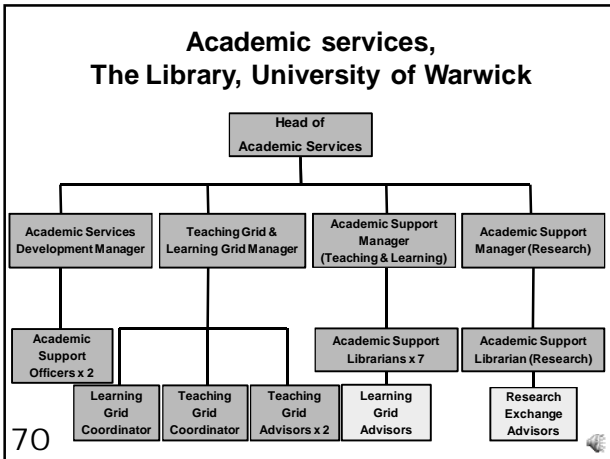 Academic services,
The Library, University of Warwick
Head of
Academic Services
Academic Services
Development Manager
Teaching Grid &
Learning Grid Manager
Academic Support
Manager
(Teaching & Learning)
Academic Support
Manager (Research)
Academic
Support
Officers x 2
Academic Support
Librarians x 7
Academic Support
Librarian (Research)
Learning
Grid
Coordinator
Teaching
Grid
Coordinator
Teaching
Grid
Advisors x 2
Learning
Grid
Advisors
Research
Exchange
Advisors
70